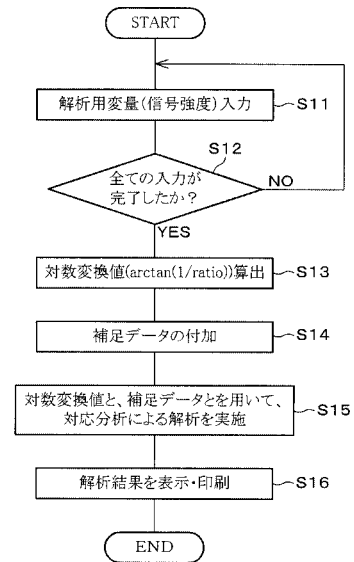 START
解析用変量(信号強度)入力
S11
S12
全ての入力が
完了したか?
NO
YES
対数変換値(arctan(1/ratio))算出
S13
補足データの付加
S14
対数変換値と、補足データとを用いて、
対応分析による解析を実施
S15
解析結果を表示・印刷
S16
END